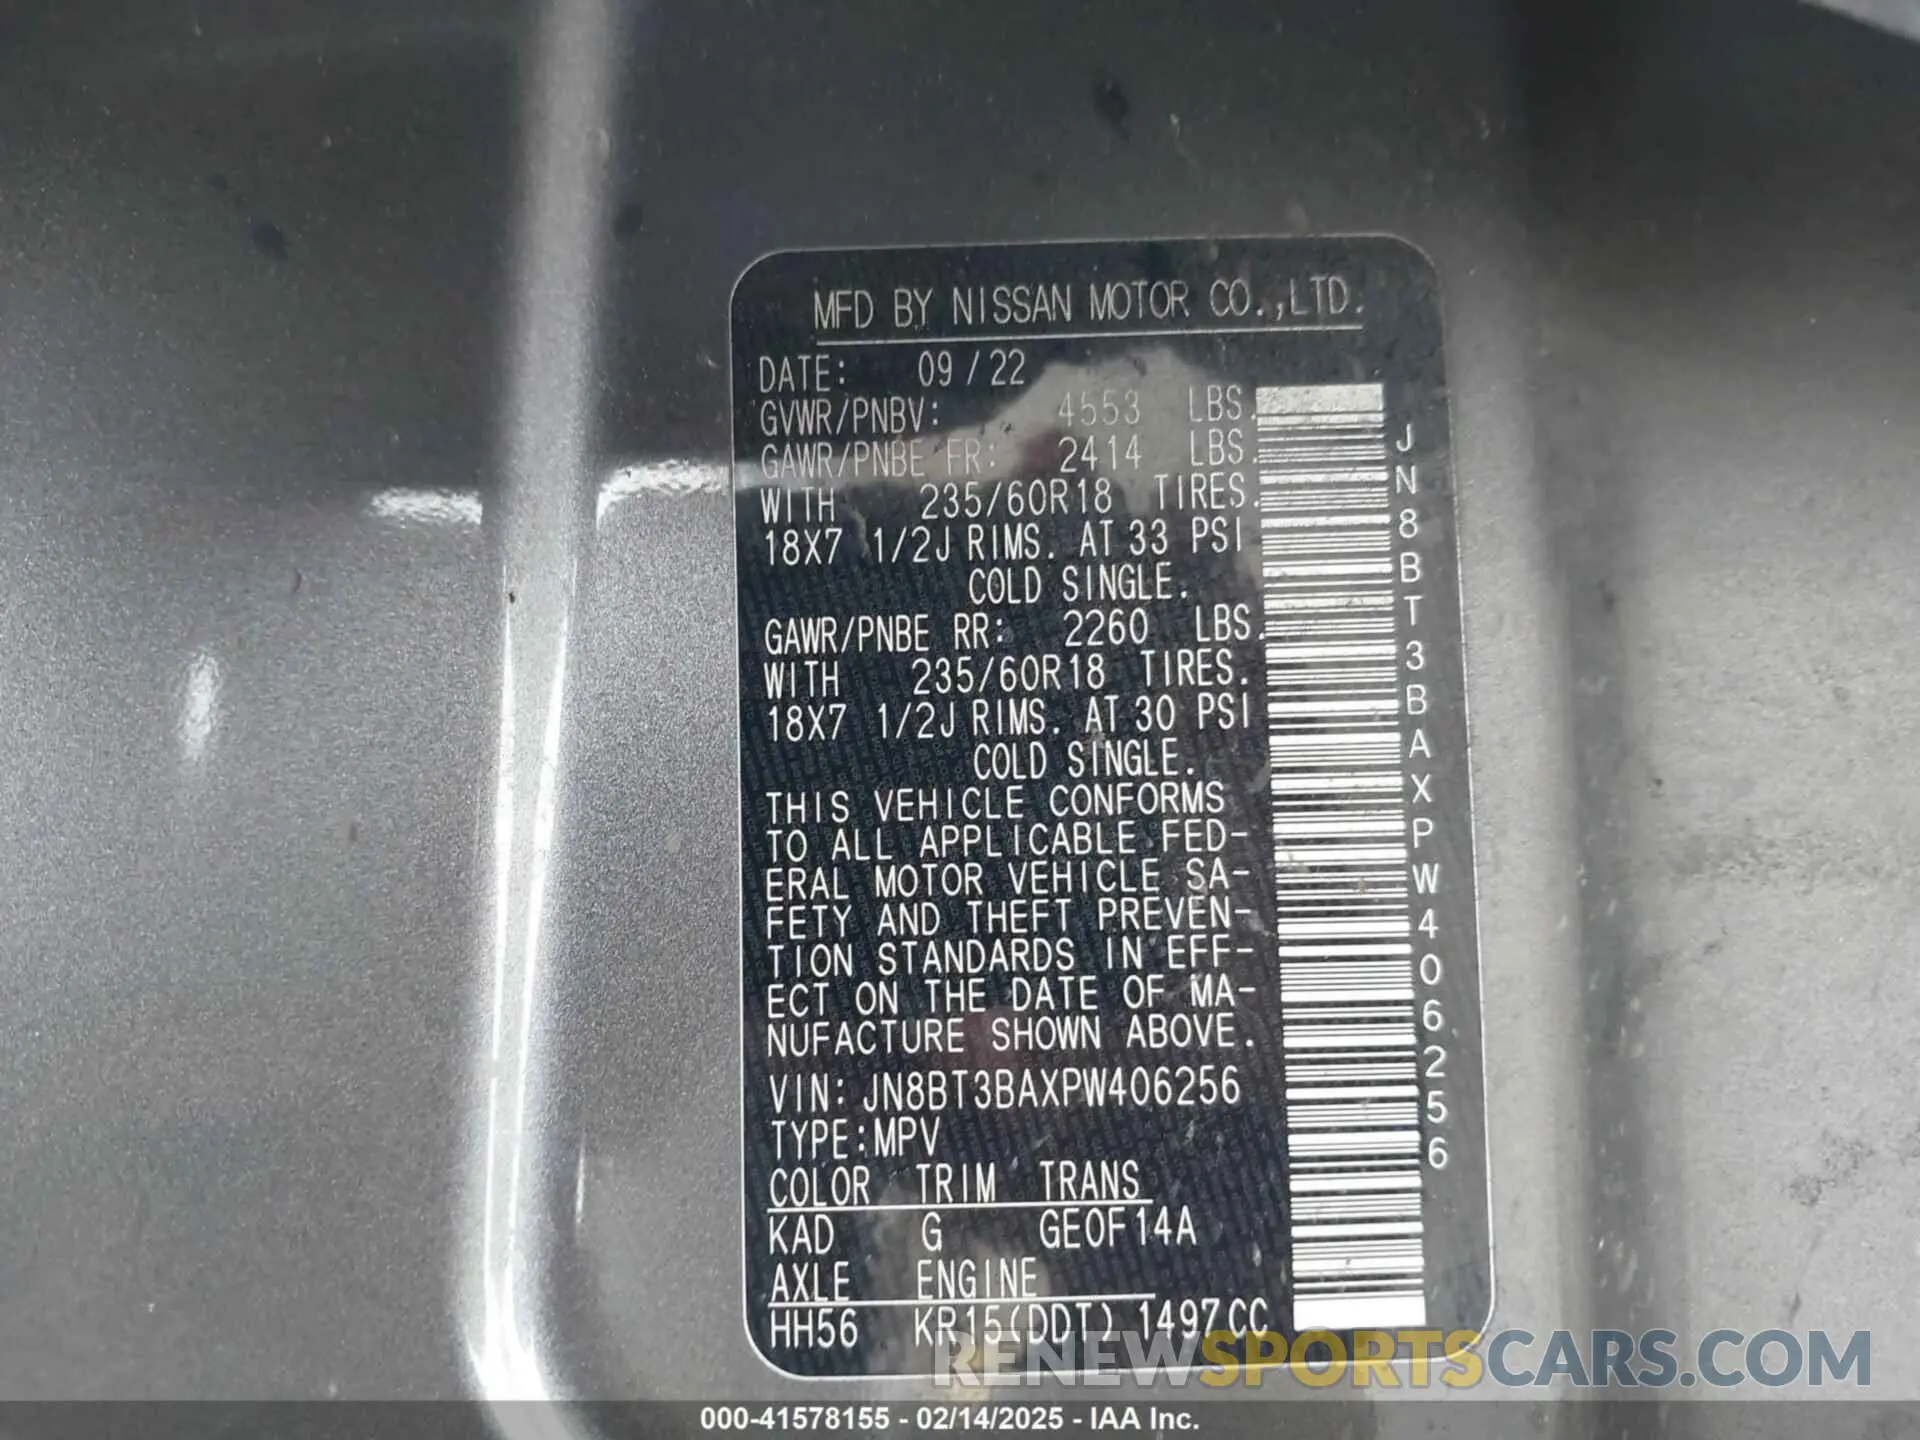 MFD BY NISSAN MOTOR CO.,LTD.
DATE: 09/22
GVWR/PNBV: 4553 LBS.
GAWR/PNBE FR: 2414 LBS.
WITH 235/60R18 TIRES.
18X7 1/2J RIMS. AT 33 PSI
COLD SINGLE.
GAWR/PNBE RR: 2260 LBS.
WITH 235/60R18 TIRES.
18X7 1/2J RIMS. AT 30 PSI
COLD SINGLE.
THIS VEHICLE CONFORMS
TO ALL APPLICABLE FED-
ERAL MOTOR VEHICLE SA-
FETY AND THEFT PREVEN-
TION STANDARDS IN EFF-
ECT ON THE DATE OF MA-
NUFACTURE SHOWN ABOVE.
VIN: JN8BT3BAXPW406256
TYPE:MPV
COLOR TRIM TRANS
KAD G GE0F14A
AXLE ENGINE
HH56 KR15(DDT) 1497CC
JN8BT3BAXPW406256
RENEWSPORTSCARS.COM
000-41578155 - 02/14/2025 - IAA Inc.